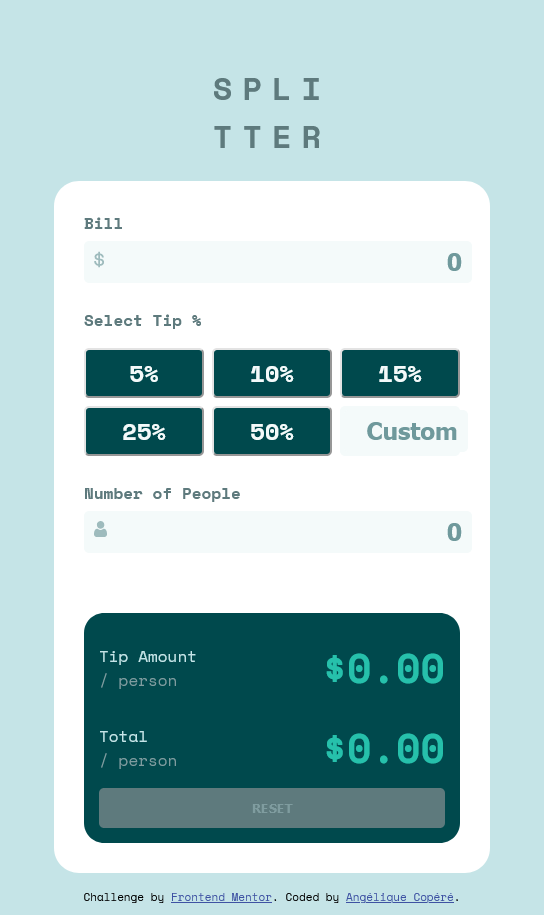 SPLI
TTER
Bill
$ 0
Select Tip %
5% 10% 15%
25% 50% Custom
Number of People
0
Tip Amount
/ person
$0.00
Total
/ person
$0.00
RESET
Challenge by Frontend Mentor. Coded by Angélique Copéré.